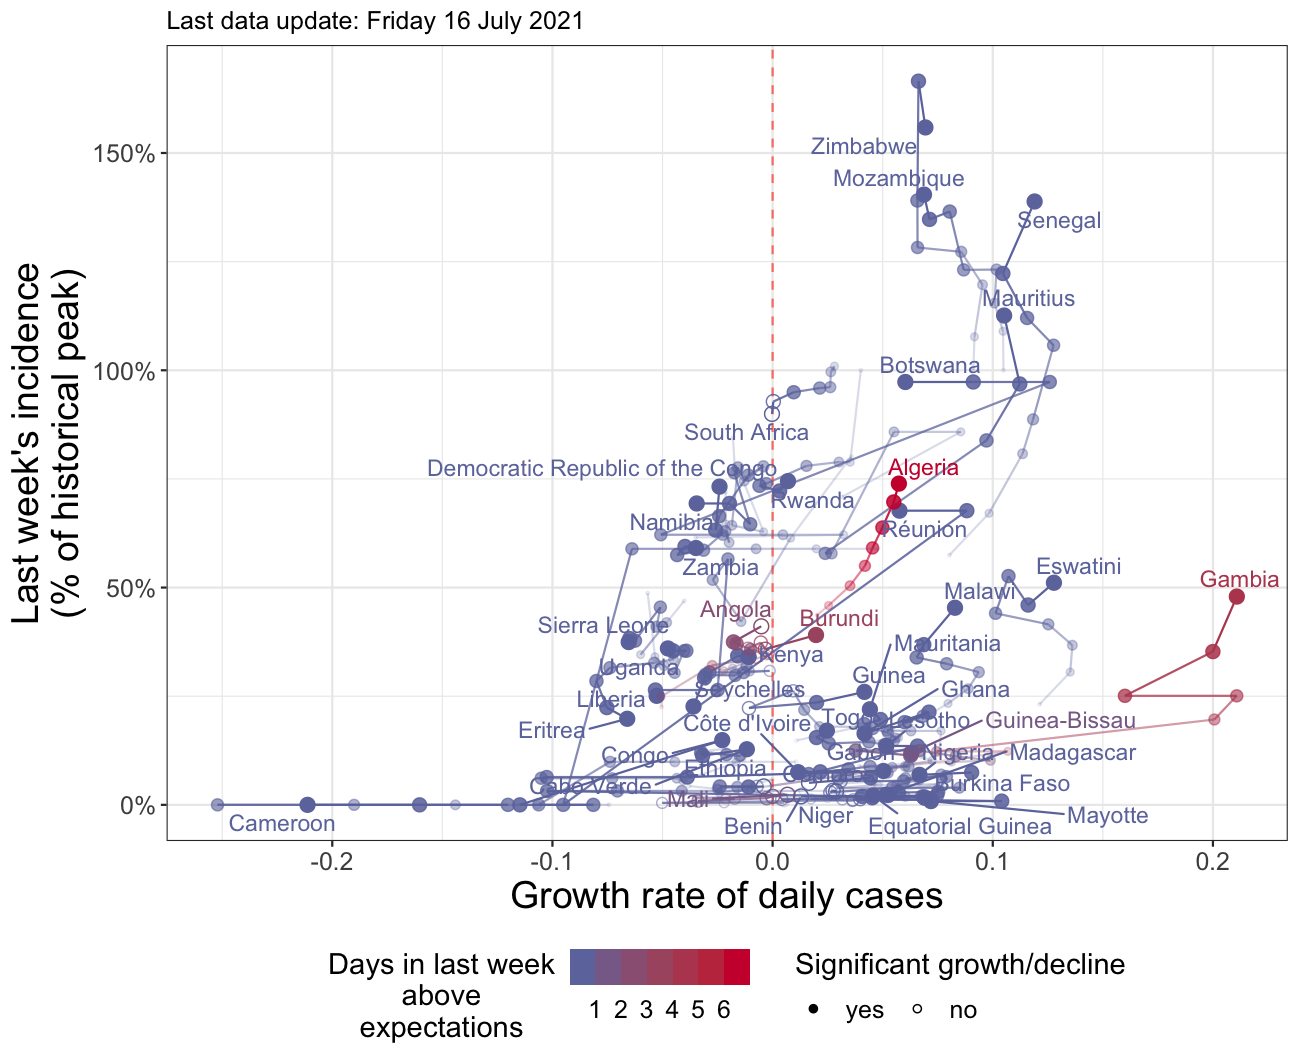 Last data update: Friday 16 July 2021
Last week's incidence
(% of historical peak)
150%
100%
50%
0%
Zimbabwe
Mozambique
Senegal
Mauritius
Botswana
South Africa
Democratic Republic of the Congo
Algeria
Rwanda
Namibia
Réunion
Zambia
Eswatini
Gambia
Malawi
Angola
Burundi
Sierra Leone
Mauritania
Kenya
Uganda
Guinea
Seychelles
Ghana
Liberia
Togo
Lesotho
Guinea-Bissau
Côte d'Ivoire
Eritrea
Congo
Gabon
Nigeria
Madagascar
Ethiopia
Cabo Verde
Burkina Faso
Mali
Niger
Mayotte
Cameroon
Benin
Equatorial Guinea
-0.2
-0.1
0.0
0.1
0.2
Growth rate of daily cases
Days in last week
above
expectations
1 2 3 4 5 6
Significant growth/decline
yes
no